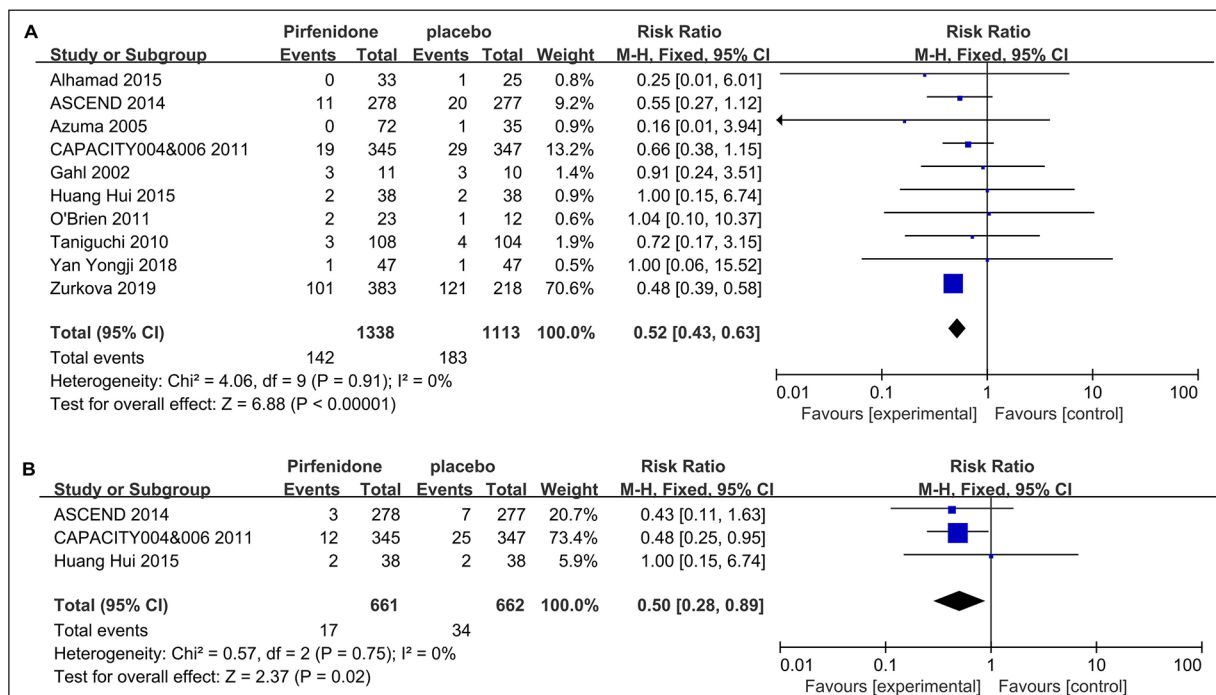 A
Pirfenidone placebo Risk Ratio Risk Ratio
Study or Subgroup Events Total Events Total Weight M-H, Fixed, 95% CI M-H, Fixed, 95% CI
Alhamad 2015 0 33 1 25 0.8% 0.25 [0.01, 6.01]
ASCEND 2014 11 278 20 277 9.2% 0.55 [0.27, 1.12]
Azuma 2005 0 72 1 35 0.9% 0.16 [0.01, 3.94]
CAPACITY004&006 2011 19 345 29 347 13.2% 0.66 [0.38, 1.15]
Gahl 2002 3 11 3 10 1.4% 0.91 [0.24, 3.51]
Huang Hui 2015 2 38 2 38 0.9% 1.00 [0.15, 6.74]
O'Brien 2011 2 23 1 12 0.6% 1.04 [0.10, 10.37]
Taniguchi 2010 3 108 4 104 1.9% 0.72 [0.17, 3.15]
Yan Yongji 2018 1 47 1 47 0.5% 1.00 [0.06, 15.52]
Zurkova 2019 101 383 121 218 70.6% 0.48 [0.39, 0.58]
Total (95% CI) 1338 1113 100.0% 0.52 [0.43, 0.63]
Total events 142 183
Heterogeneity: Chi² = 4.06, df = 9 (P = 0.91); I² = 0%
Test for overall effect: Z = 6.88 (P < 0.00001)
0.01 0.1 1 10 100
Favours [experimental] Favours [control]
B
Pirfenidone placebo Risk Ratio Risk Ratio
Study or Subgroup Events Total Events Total Weight M-H, Fixed, 95% CI M-H, Fixed, 95% CI
ASCEND 2014 3 278 7 277 20.7% 0.43 [0.11, 1.63]
CAPACITY004&006 2011 12 345 25 347 73.4% 0.48 [0.25, 0.95]
Huang Hui 2015 2 38 2 38 5.9% 1.00 [0.15, 6.74]
Total (95% CI) 661 662 100.0% 0.50 [0.28, 0.89]
Total events 17 34
Heterogeneity: Chi² = 0.57, df = 2 (P = 0.75); I² = 0%
Test for overall effect: Z = 2.37 (P = 0.02)
0.01 0.1 1 10 100
Favours [experimental] Favours [control]